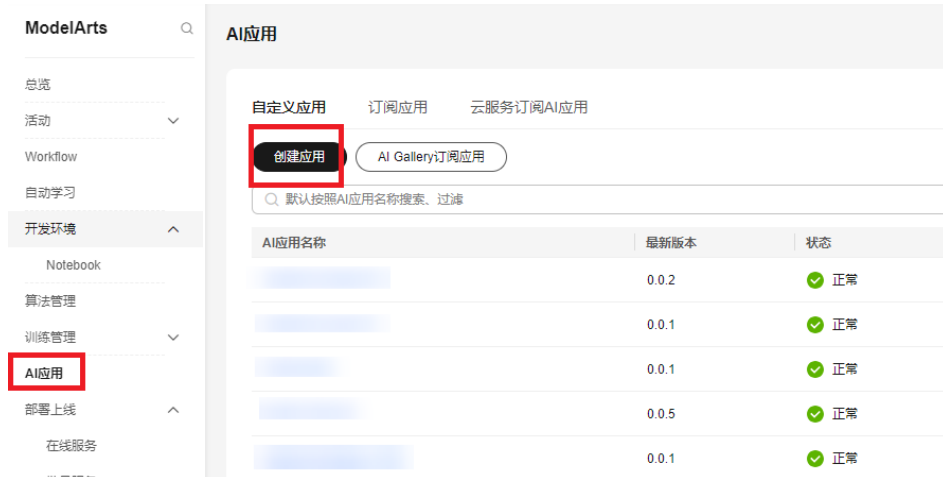 ModelArts
总览
活动
Workflow
自动学习
开发环境
Notebook
算法管理
训练管理
AI应用
部署上线
在线服务
AI应用
自定义应用 订阅应用 云服务订阅AI应用
创建应用 AI Gallery订阅应用
默认按照AI应用名称搜索、过滤
AI应用名称 最新版本 状态
0.0.2 正常
0.0.1 正常
0.0.1 正常
0.0.5 正常
0.0.1 正常